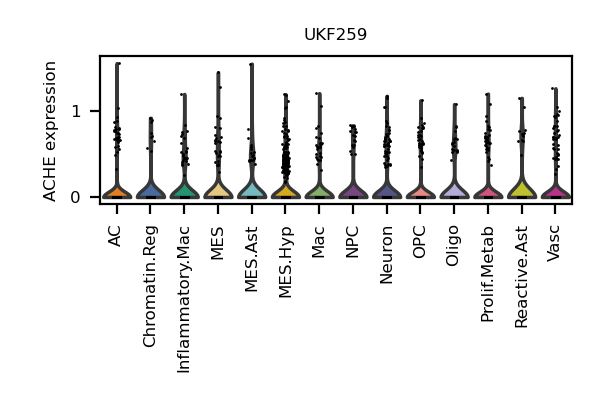 UKF259
ACHE expression
1
0
AC
Chromatin.Reg
Inflammatory.Mac
MES
MES.Ast
MES.Hyp
Mac
NPC
Neuron
OPC
Oligo
Prolif.Metab
Reactive.Ast
Vasc